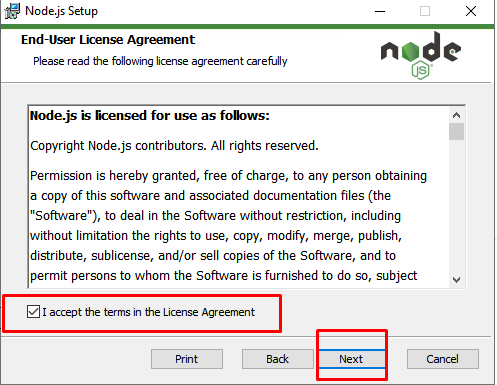 Node.js Setup
End-User License Agreement
Please read the following license agreement carefully
node
JS
Node.js is licensed for use as follows:
Copyright Node.js contributors. All rights reserved.
Permission is hereby granted, free of charge, to any person obtaining
a copy of this software and associated documentation files (the
"Software"), to deal in the Software without restriction, including
without limitation the rights to use, copy, modify, merge, publish,
distribute, sublicense, and/or sell copies of the Software, and to
permit persons to whom the Software is furnished to do so, subject
I accept the terms in the License Agreement
Print
Back
Next
Cancel